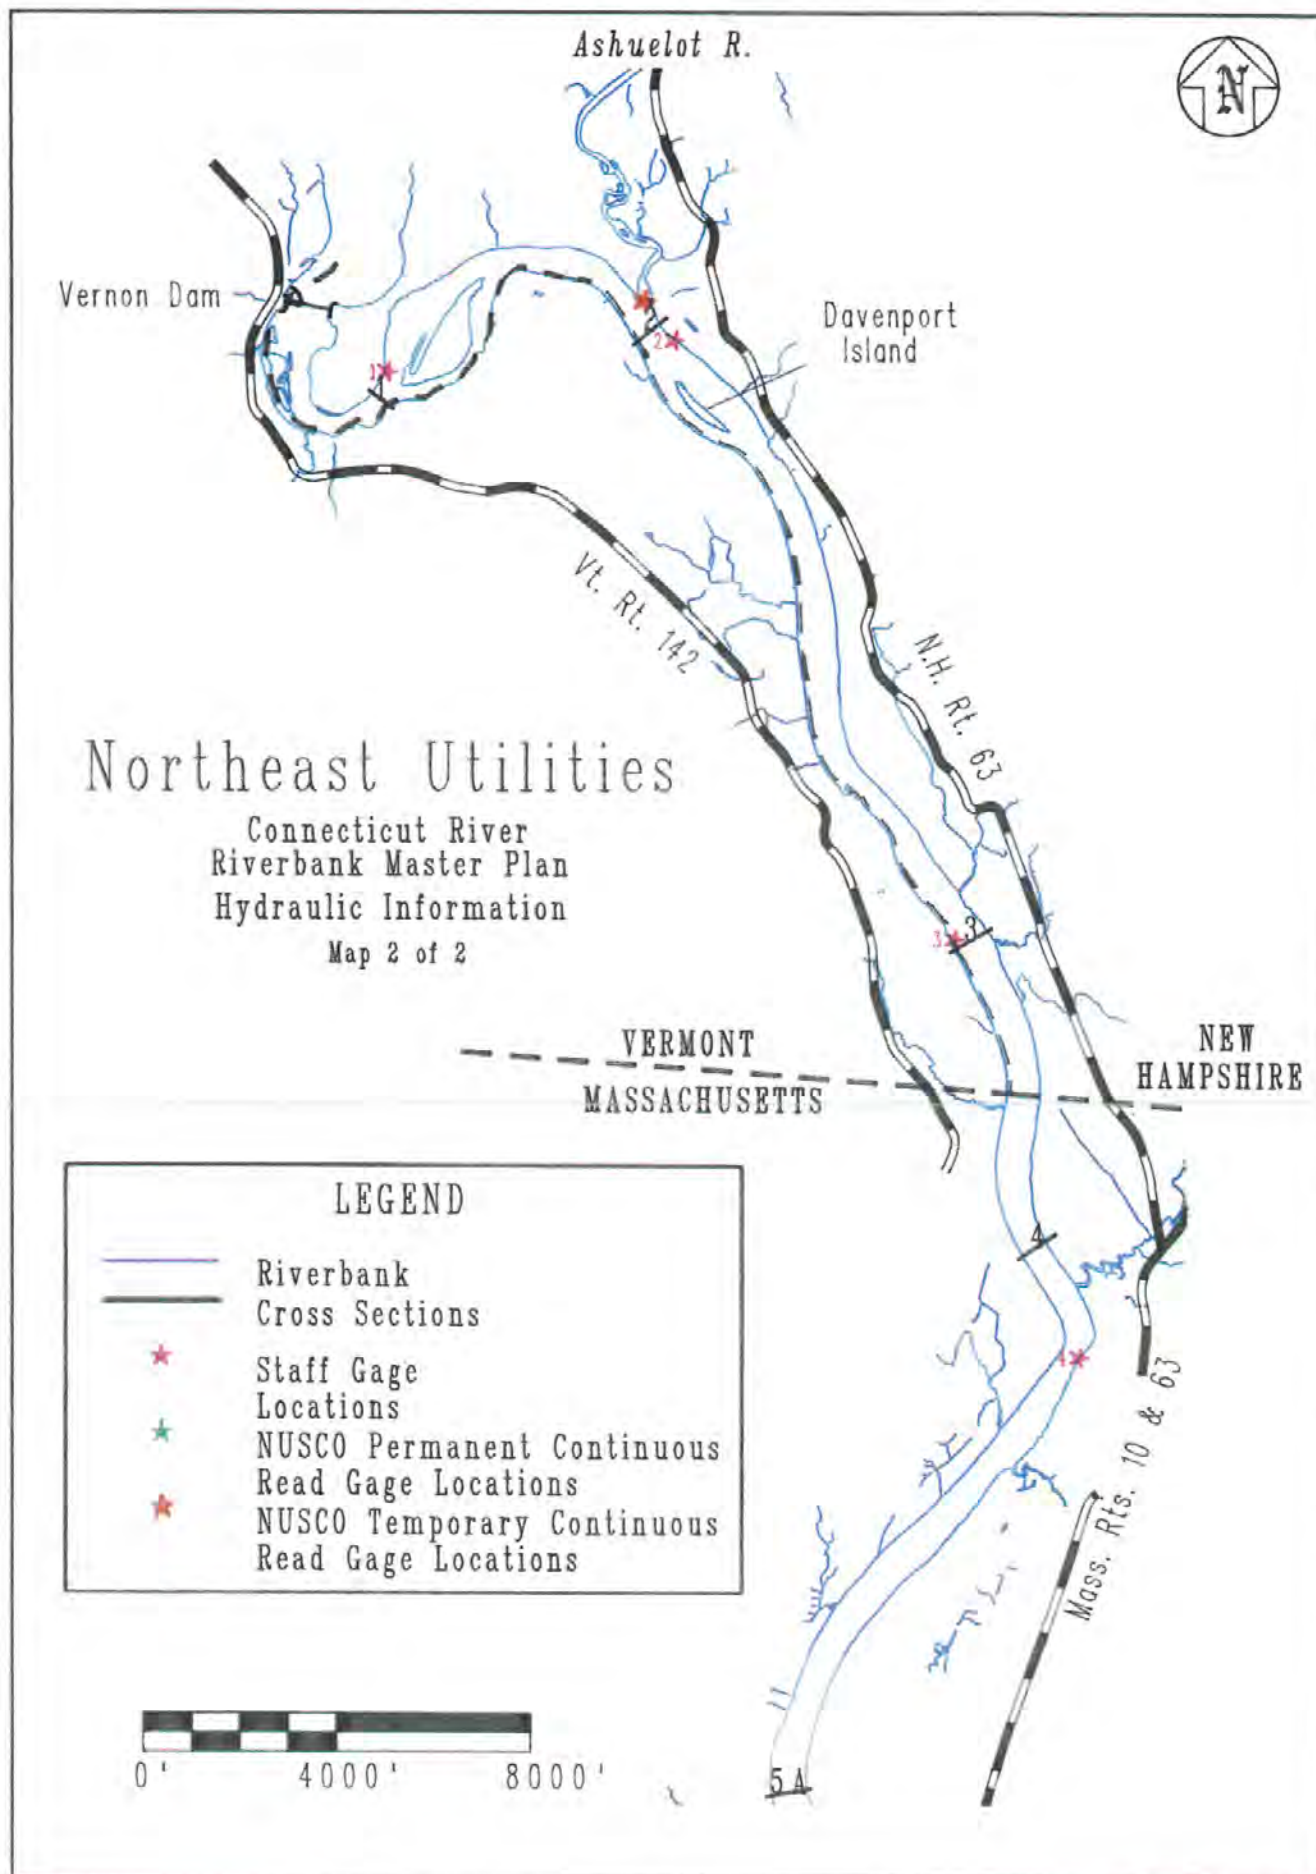 Ashuelot R.
N
Vernon Dam
Davenport
Island
1
2
Vt. Rt. 142
N.H. Rt. 63
Northeast Utilities
Connecticut River
Riverbank Master Plan
Hydraulic Information
Map 2 of 2
3
3
VERMONT
MASSACHUSETTS
NEW
HAMPSHIRE
LEGEND
Riverbank
Cross Sections
Staff Gage
Locations
NUSCO Permanent Continuous
Read Gage Locations
NUSCO Temporary Continuous
Read Gage Locations
4
4
Mass. Rts. 10 & 63
0' 4000' 8000'
5A